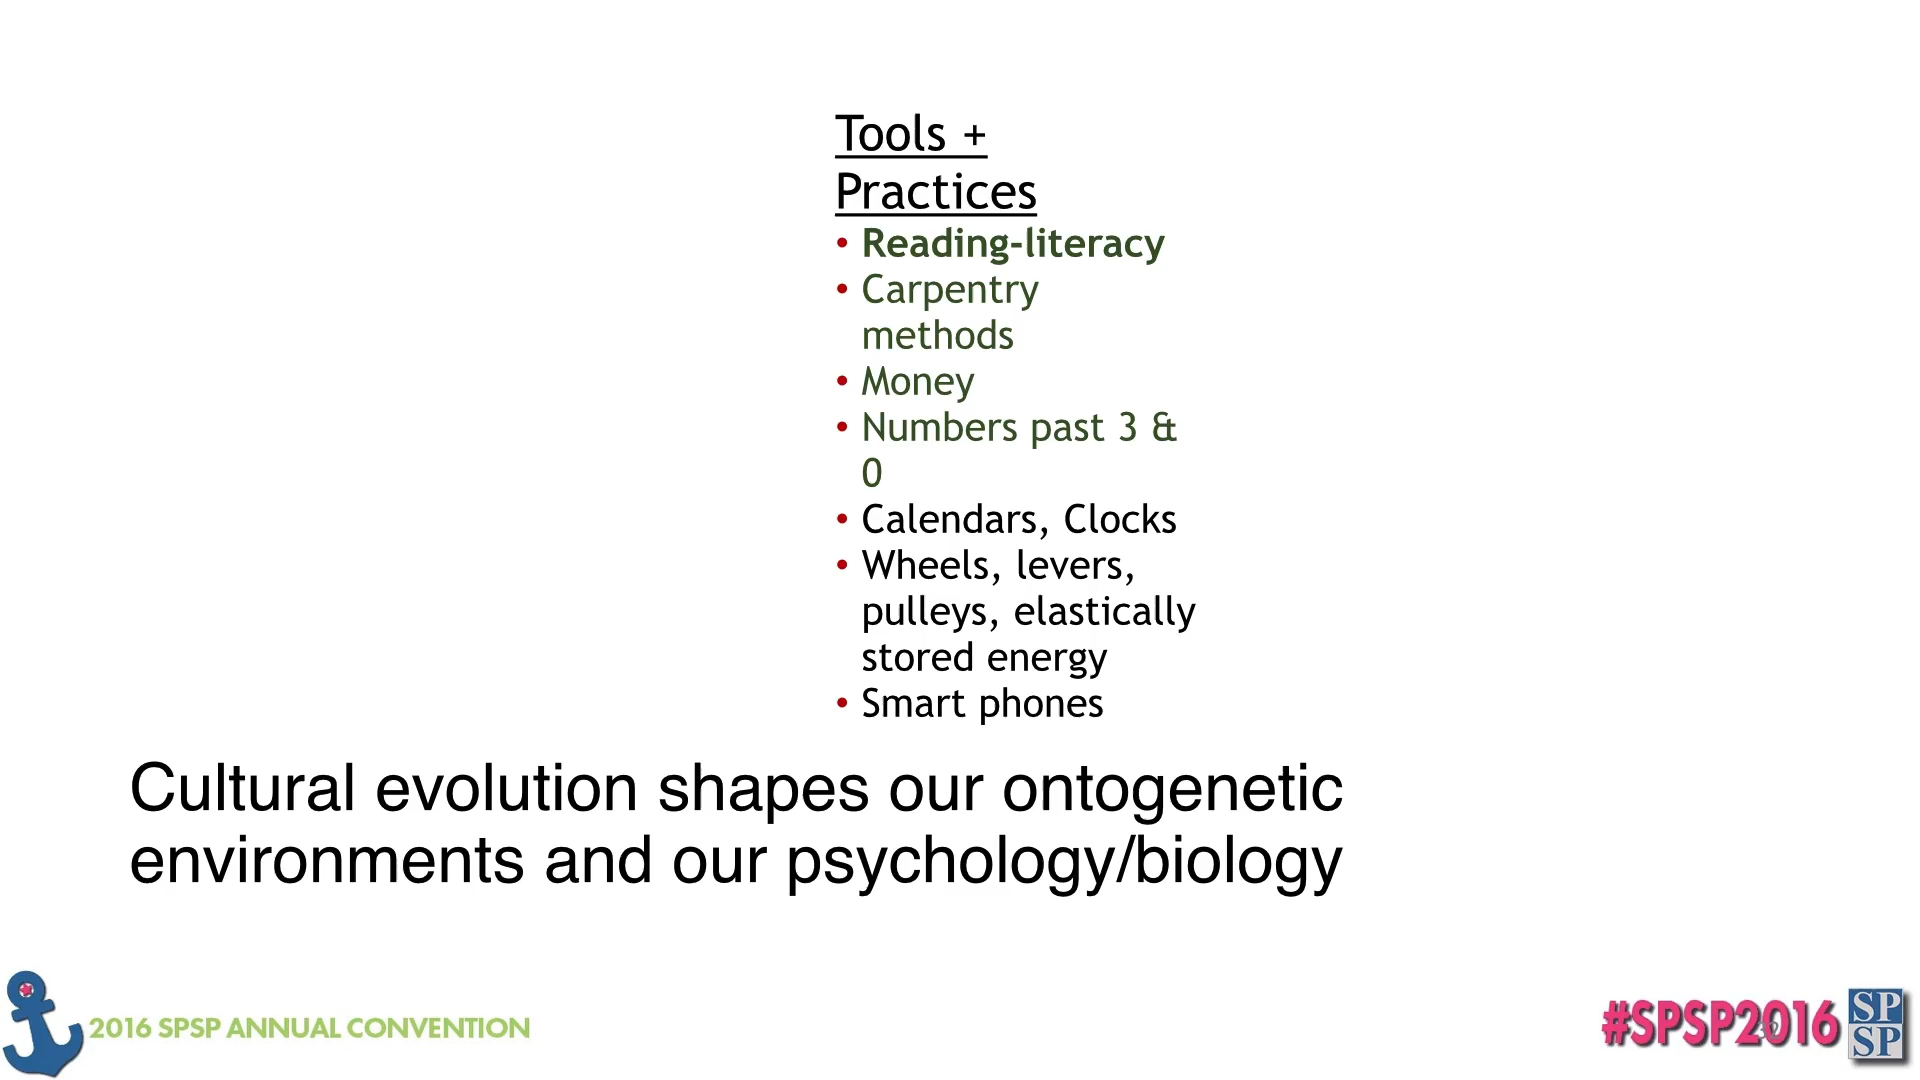 Tools +
Practices
• Reading-literacy
• Carpentry
methods
• Money
• Numbers past 3 &
0
• Calendars, Clocks
• Wheels, levers,
pulleys, elastically
stored energy
• Smart phones
Cultural evolution shapes our ontogenetic
environments and our psychology/biology
2016 SPSP ANNUAL CONVENTION
#SPSP2016
SP
SP